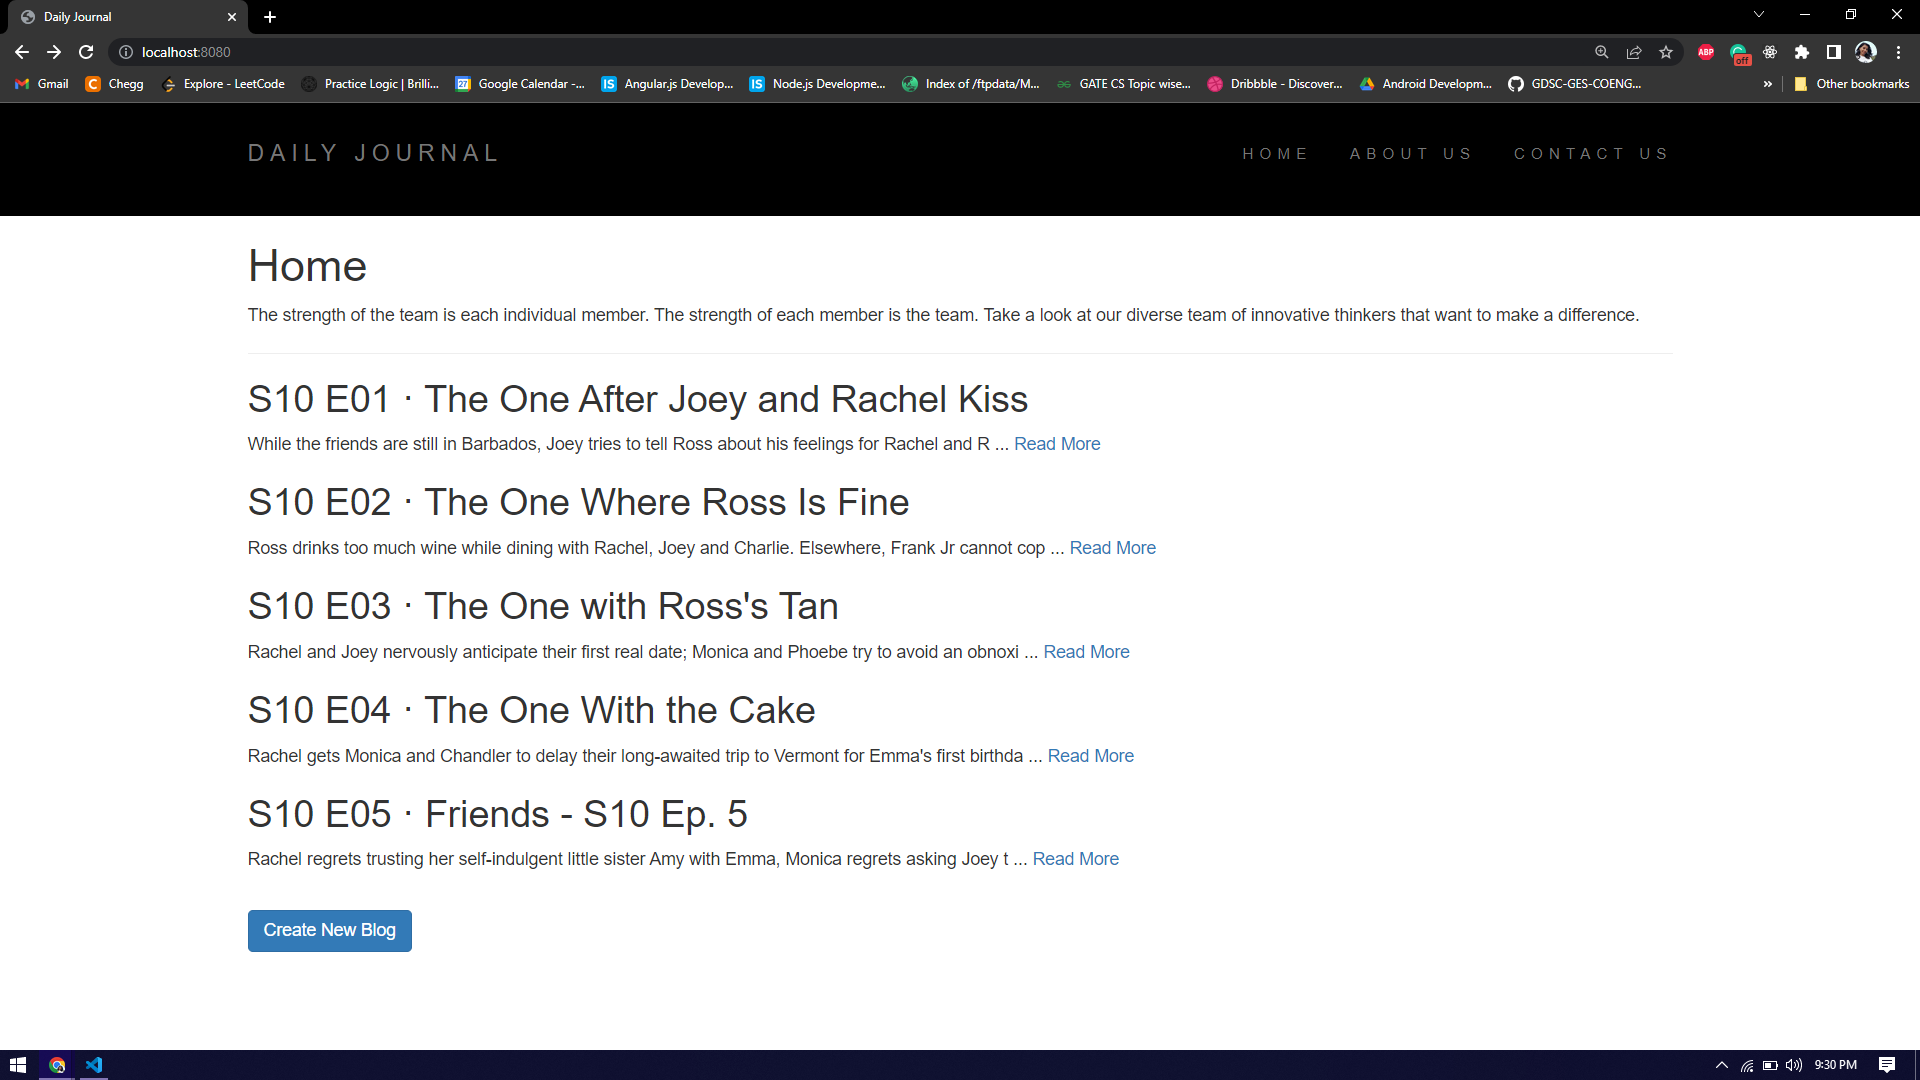 Daily Journal
localhost:8080
ABP
off
Gmail
C Chegg
Explore - LeetCode
Practice Logic | Brilli...
27 Google Calendar -...
IS Angular.js Develop...
IS Node.js Developme...
Index of /ftpdata/M...
GATE CS Topic wise...
Dribbble - Discover...
Android Developm...
GDSC-GES-COENG...
»
Other bookmarks
DAILY JOURNAL
HOME ABOUT US CONTACT US
Home
The strength of the team is each individual member. The strength of each member is the team. Take a look at our diverse team of innovative thinkers that want to make a difference.
S10 E01 · The One After Joey and Rachel Kiss
While the friends are still in Barbados, Joey tries to tell Ross about his feelings for Rachel and R ... Read More
S10 E02 · The One Where Ross Is Fine
Ross drinks too much wine while dining with Rachel, Joey and Charlie. Elsewhere, Frank Jr cannot cop ... Read More
S10 E03 · The One with Ross's Tan
Rachel and Joey nervously anticipate their first real date; Monica and Phoebe try to avoid an obnoxi ... Read More
S10 E04 · The One With the Cake
Rachel gets Monica and Chandler to delay their long-awaited trip to Vermont for Emma's first birthda ... Read More
S10 E05 · Friends - S10 Ep. 5
Rachel regrets trusting her self-indulgent little sister Amy with Emma, Monica regrets asking Joey t ... Read More
Create New Blog
9:30 PM